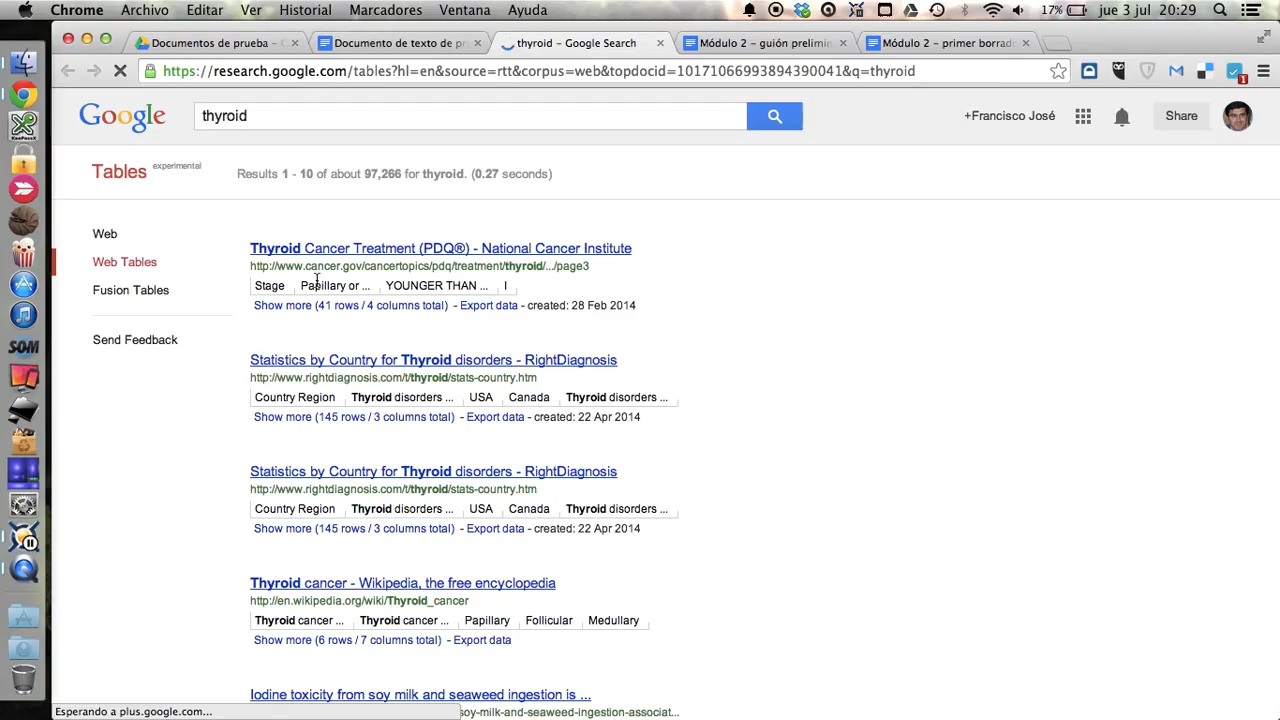 Chrome Archivo Editar Ver Historial Marcadores Ventana Ayuda 17% jue 3 jul 20:29
Documentos de prueba – Documento de texto de pr thyroid – Google Search Módulo 2 – guión prelimin Módulo 2 – primer borrad
https://research.google.com/tables?hl=en&source=rtt&corpus=web&topdocid=10171066993894390041&q=thyroid
1
Google thyroid +Francisco José Share
Tables experimental Results 1 - 10 of about 97,266 for thyroid. (0.27 seconds)
Web
Web Tables
Fusion Tables
Send Feedback
Thyroid Cancer Treatment (PDQ®) - National Cancer Institute
http://www.cancer.gov/cancertopics/pdq/treatment/thyroid/.../page3
Stage Papillary or ... YOUNGER THAN ... I
Show more (41 rows / 4 columns total) - Export data - created: 28 Feb 2014
Statistics by Country for Thyroid disorders - RightDiagnosis
http://www.rightdiagnosis.com/t/thyroid/stats-country.htm
Country Region Thyroid disorders ... USA Canada Thyroid disorders ...
Show more (145 rows / 3 columns total) - Export data - created: 22 Apr 2014
Statistics by Country for Thyroid disorders - RightDiagnosis
http://www.rightdiagnosis.com/t/thyroid/stats-country.htm
Country Region Thyroid disorders ... USA Canada Thyroid disorders ...
Show more (145 rows / 3 columns total) - Export data - created: 22 Apr 2014
Thyroid cancer - Wikipedia, the free encyclopedia
http://en.wikipedia.org/wiki/Thyroid_cancer
Thyroid cancer ... Thyroid cancer ... Papillary Follicular Medullary
Show more (6 rows / 7 columns total) - Export data
Iodine toxicity from soy milk and seaweed ingestion is ...
soy-milk-and-seaweed-ingestion-associat...
Esperando a plus.google.com...
SOM